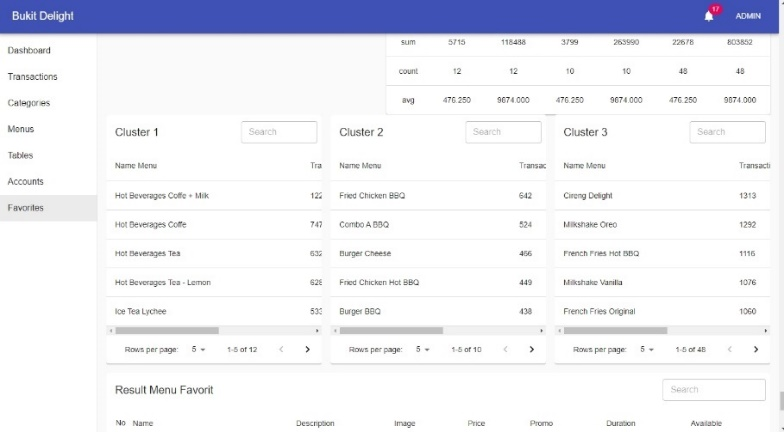 Bukit Delight 17 ADMIN
Dashboard
Transactions
Categories
Menus
Tables
Accounts
Favorites
sum 5715 118488 3799 263990 22678 803852
count 12 12 10 10 48 48
avg 476.250 9874.000 476.250 9874.000 476.250 9874.000
Cluster 1 Search
Name Menu Tra
Hot Beverages Coffe + Milk 122
Hot Beverages Coffe 747
Hot Beverages Tea 632
Hot Beverages Tea - Lemon 628
Ice Tea Lychee 533
Rows per page: 5 1-5 of 12
Cluster 2 Search
Name Menu Transac
Fried Chicken BBQ 642
Combo A BBQ 524
Burger Cheese 466
Fried Chicken Hot BBQ 449
Burger BBQ 438
Rows per page: 5 1-5 of 10
Cluster 3 Search
Name Menu Transacti
Cireng Delight 1313
Milkshake Oreo 1292
French Fries Hot BBQ 1116
Milkshake Vanilla 1076
French Fries Original 1060
Rows per page: 5 1-5 of 48
Result Menu Favorit Search
No Name Description Image Price Promo Duration Available